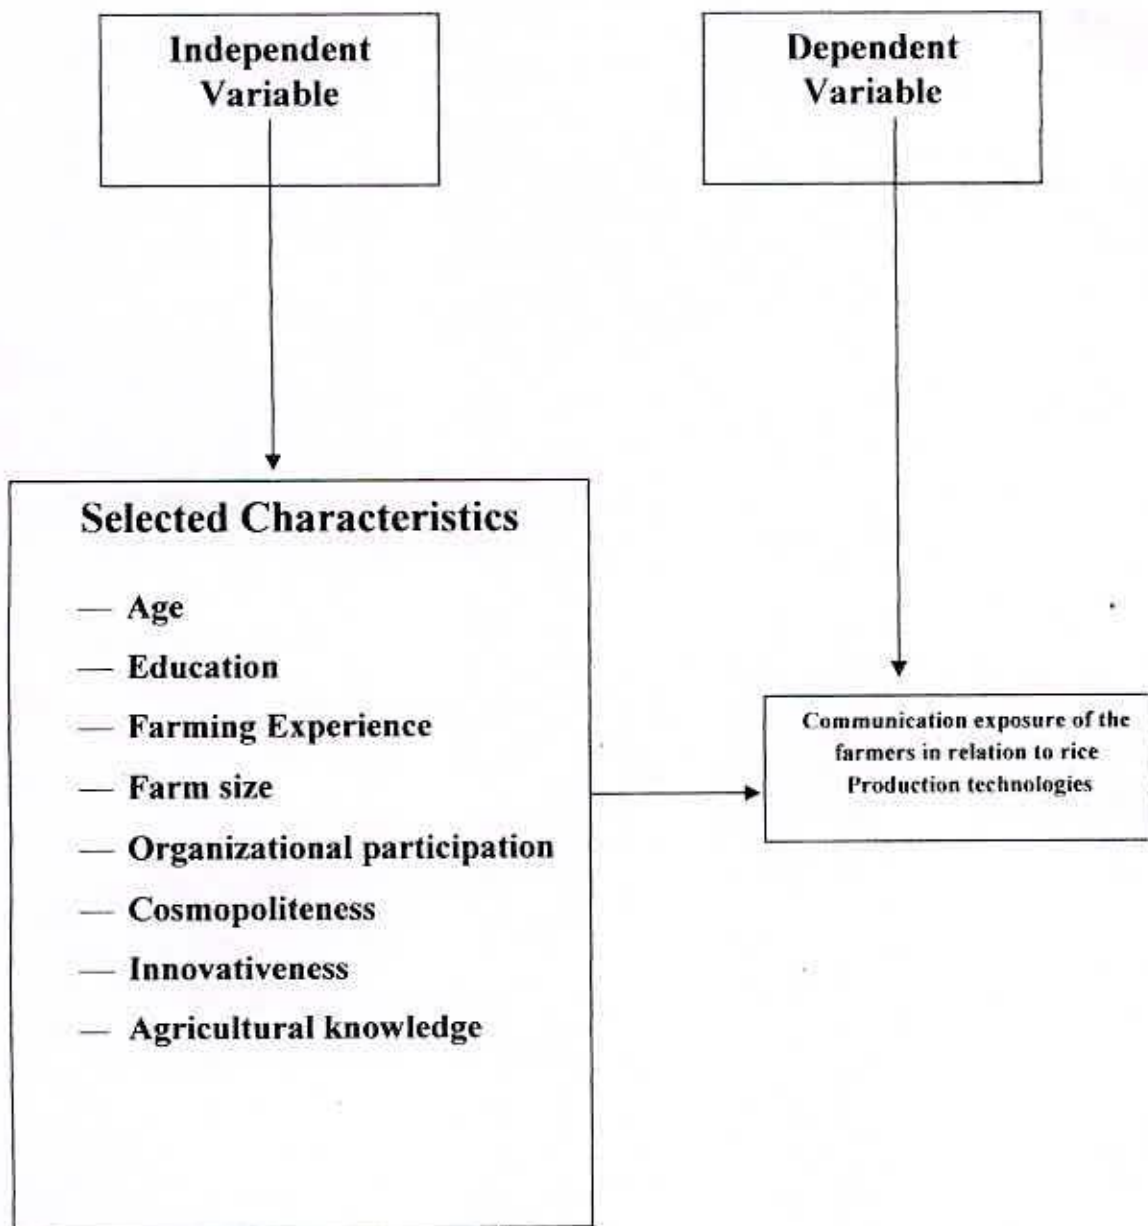 Independent
Variable
Dependent
Variable
Selected Characteristics
— Age
— Education
— Farming Experience
— Farm size
— Organizational participation
— Cosmopoliteness
— Innovativeness
— Agricultural knowledge
Communication exposure of the
farmers in relation to rice
Production technologies